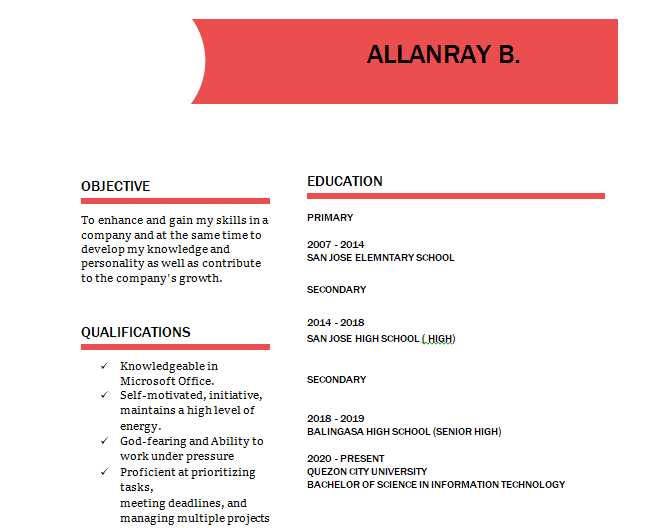 ALLANRAY B.
OBJECTIVE
To enhance and gain my skills in a
company and at the same time to
develop my knowledge and
personality as well as contribute
to the company's growth.
QUALIFICATIONS
Knowledgeable in
Microsoft Office.
Self-motivated, initiative,
maintains a high level of
energy.
God-fearing and Ability to
work under pressure
Proficient at prioritizing
tasks,
meeting deadlines, and
managing multiple projects
EDUCATION
PRIMARY
2007 - 2014
SAN JOSE ELEMNTARY SCHOOL
SECONDARY
2014 - 2018
SAN JOSE HIGH SCHOOL ( HIGH)
SECONDARY
2018 - 2019
BALINGASA HIGH SCHOOL (SENIOR HIGH)
2020 - PRESENT
QUEZON CITY UNIVERSITY
BACHELOR OF SCIENCE IN INFORMATION TECHNOLOGY